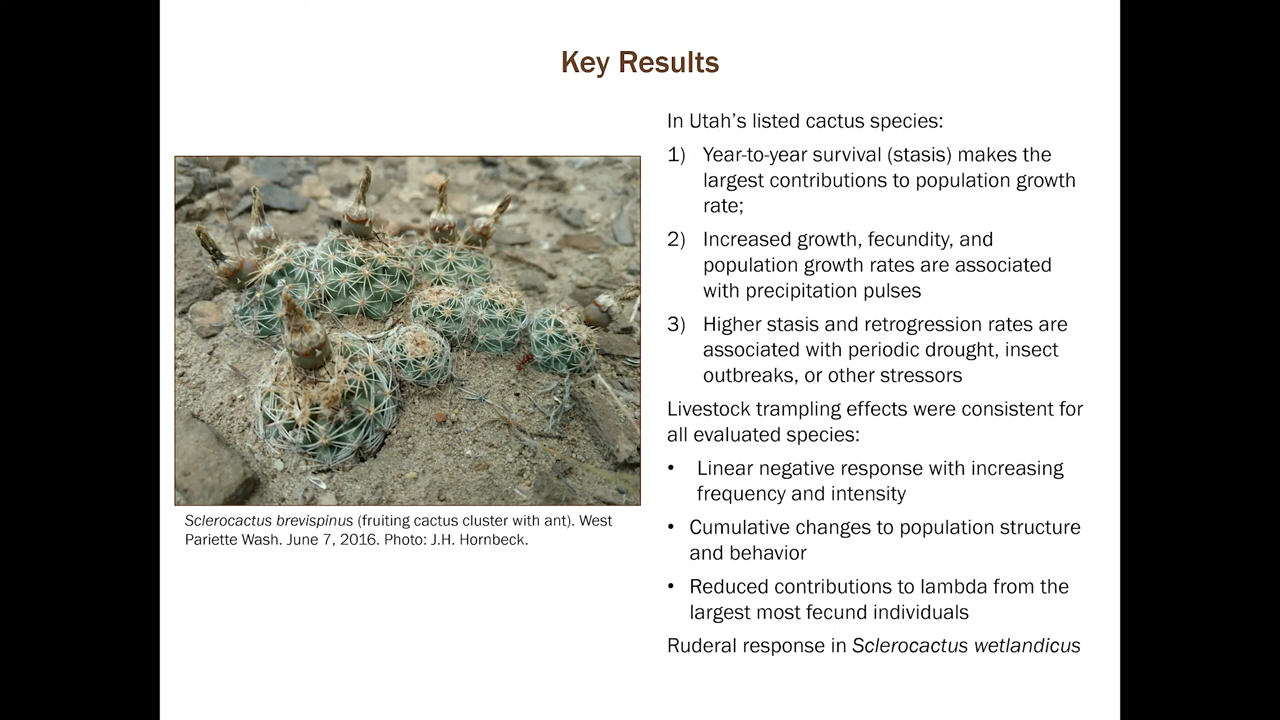 Key Results
In Utah's listed cactus species:
1) Year-to-year survival (stasis) makes the
largest contributions to population growth
rate;
2) Increased growth, fecundity, and
population growth rates are associated
with precipitation pulses
3) Higher stasis and retrogression rates are
associated with periodic drought, insect
outbreaks, or other stressors
Livestock trampling effects were consistent for
all evaluated species:
• Linear negative response with increasing
frequency and intensity
• Cumulative changes to population structure
and behavior
• Reduced contributions to lambda from the
largest most fecund individuals
Ruderal response in Sclerocactus wetlandicus
Sclerocactus brevispinus (fruiting cactus cluster with ant). West
Pariette Wash. June 7, 2016. Photo: J.H. Hornbeck.